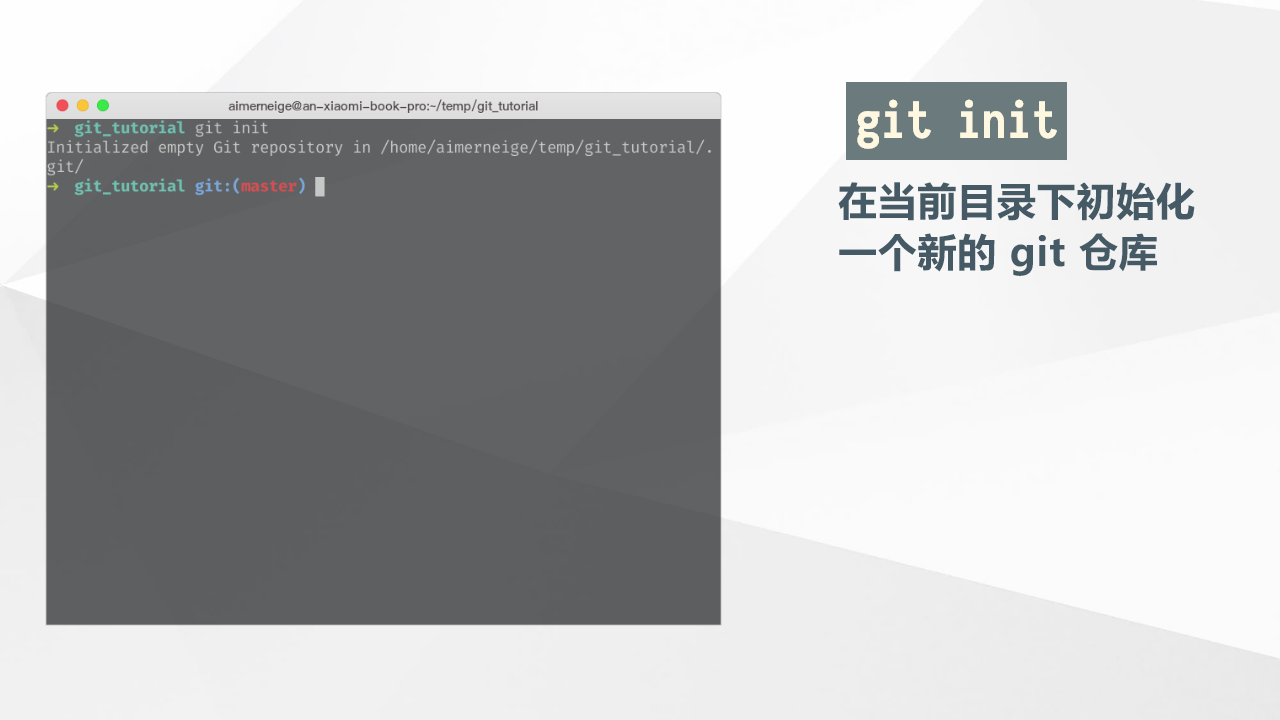 aimerneige@an-xiaomi-book-pro:~/temp/git_tutorial
➜ git_tutorial git init
Initialized empty Git repository in /home/aimerneige/temp/git_tutorial/.
git/
➜ git_tutorial git:(master)
git init
在当前目录下初始化
一个新的 git 仓库